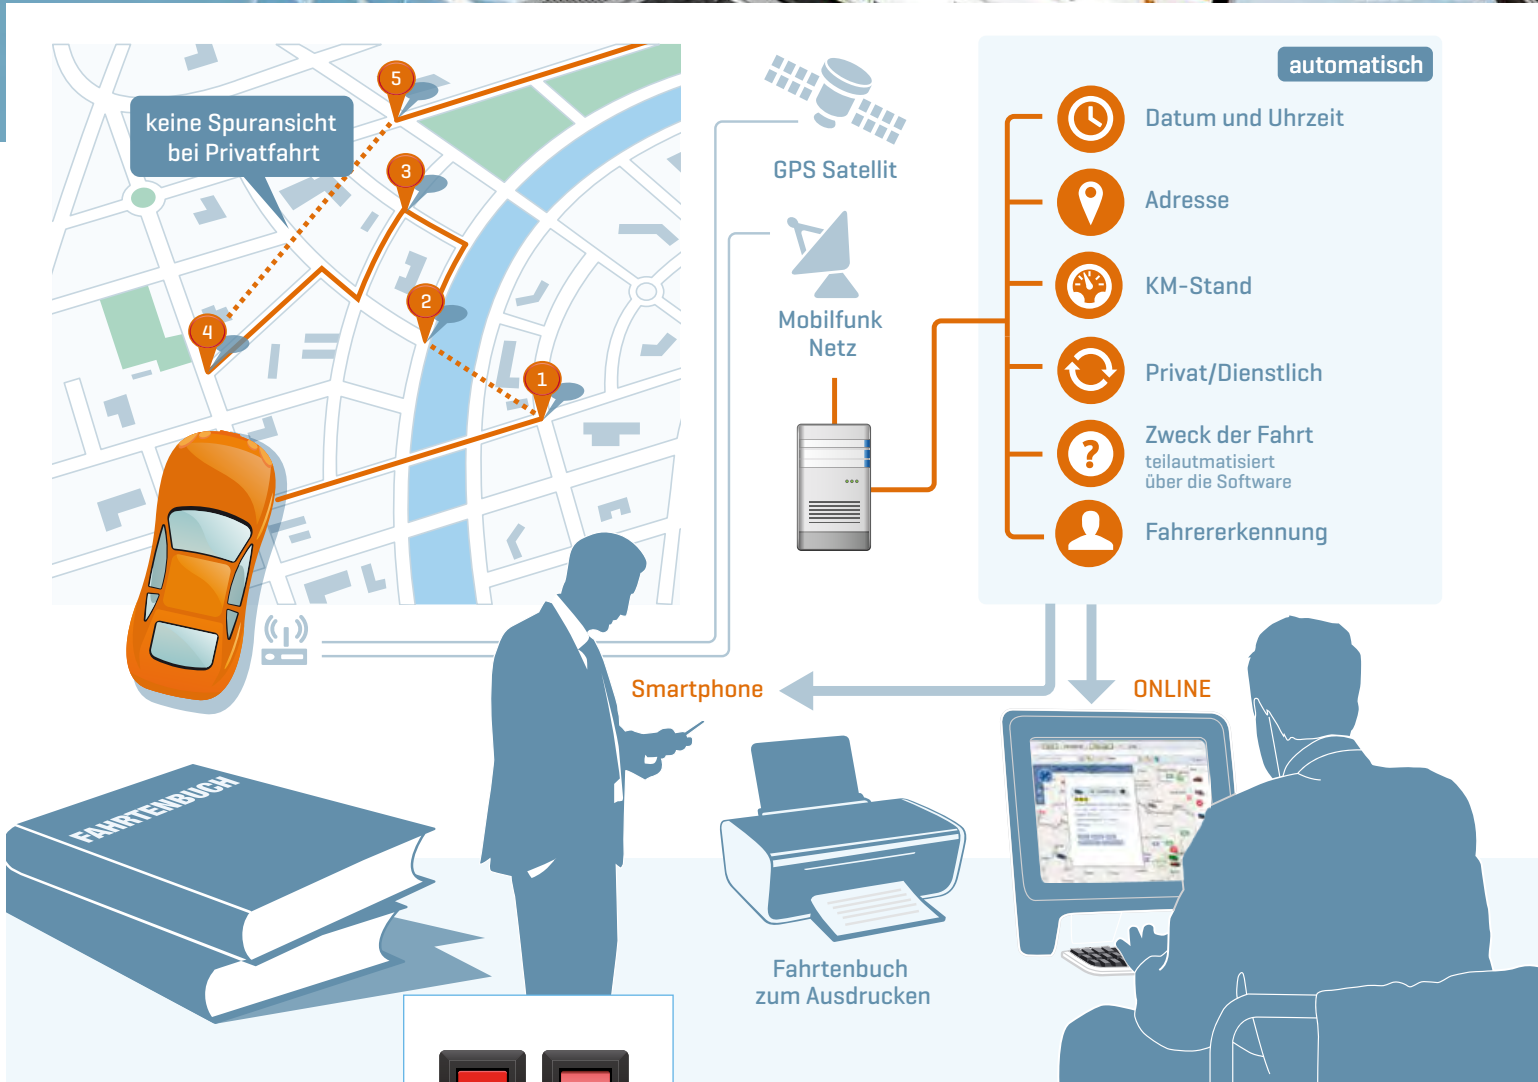 automatisch
5
keine Spuransicht
bei Privatfahrt
3
2
4
1
GPS Satellit
Mobilfunk
Netz
Datum und Uhrzeit
Adresse
KM-Stand
Privat/Dienstlich
Zweck der Fahrt
teilautmatisiert
über die Software
?
Fahrererkennung
Smartphone
ONLINE
FAHRTENBUCH
Fahrtenbuch
zum Ausdrucken